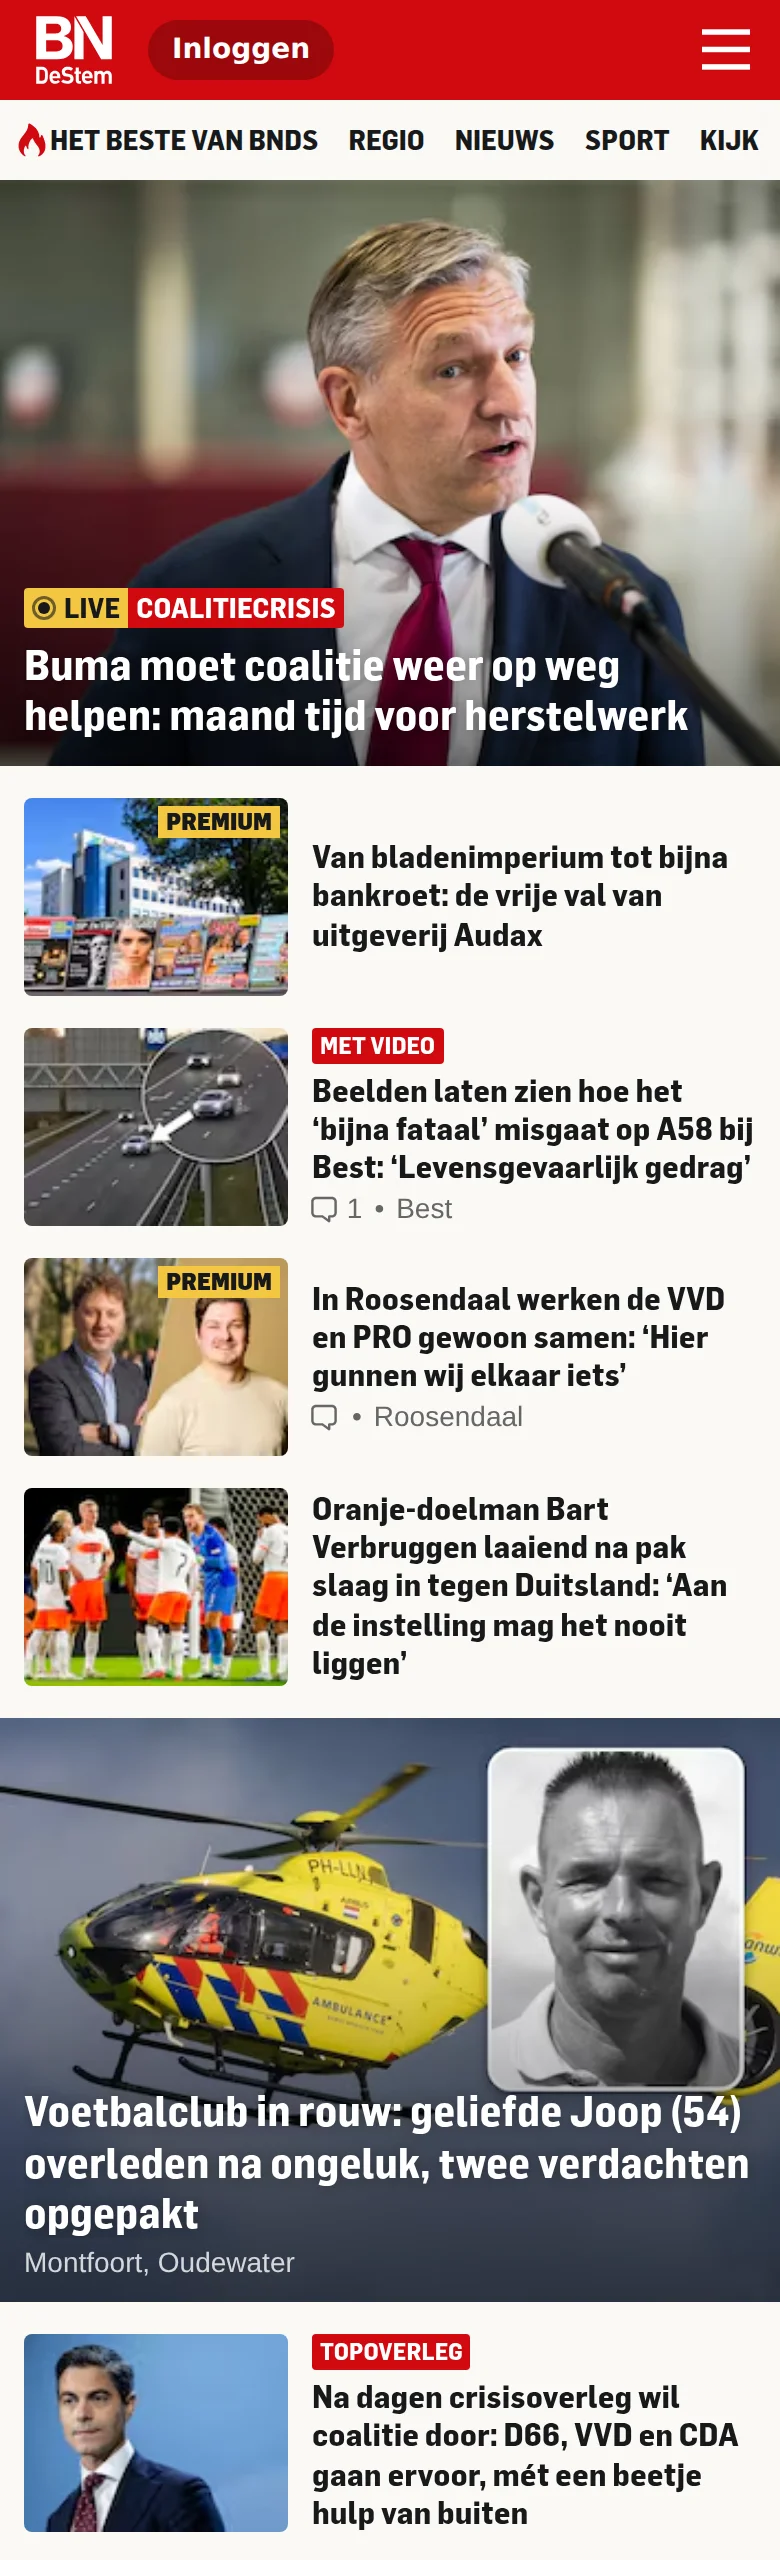 BN
DeStem
Inloggen
HET BESTE VAN BNDS REGIO NIEUWS SPORT KIJK
LIVE COALITIECRISIS
Buma moet coalitie weer op weg
helpen: maand tijd voor herstelwerk
PREMIUM
Van bladenimperium tot bijna
bankroet: de vrije val van
uitgeverij Audax
MET VIDEO
Beelden laten zien hoe het
‘bijna fataal’ misgaat op A58 bij
Best: ‘Levensgevaarlijk gedrag’
1 • Best
PREMIUM
In Roosendaal werken de VVD
en PRO gewoon samen: ‘Hier
gunnen wij elkaar iets’
• Roosendaal
Oranje-doelman Bart
Verbruggen laaiend na pak
slaag in tegen Duitsland: ‘Aan
de instelling mag het nooit
liggen’
PH-LLN
AMBULANCE
anwb
Voetbalclub in rouw: geliefde Joop (54)
overleden na ongeluk, twee verdachten
opgepakt
Montfoort, Oudewater
TOPOVERLEG
Na dagen crisisoverleg wil
coalitie door: D66, VVD en CDA
gaan ervoor, mét een beetje
hulp van buiten